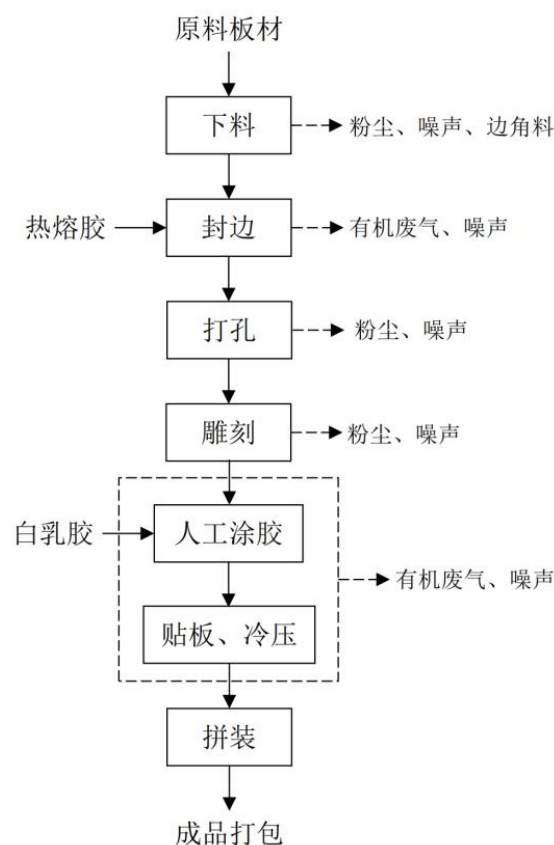 原料板材
下料
粉尘、噪声、边角料
热熔胶
封边
有机废气、噪声
打孔
粉尘、噪声
雕刻
粉尘、噪声
白乳胶
人工涂胶
有机废气、噪声
贴板、冷压
拼装
成品打包